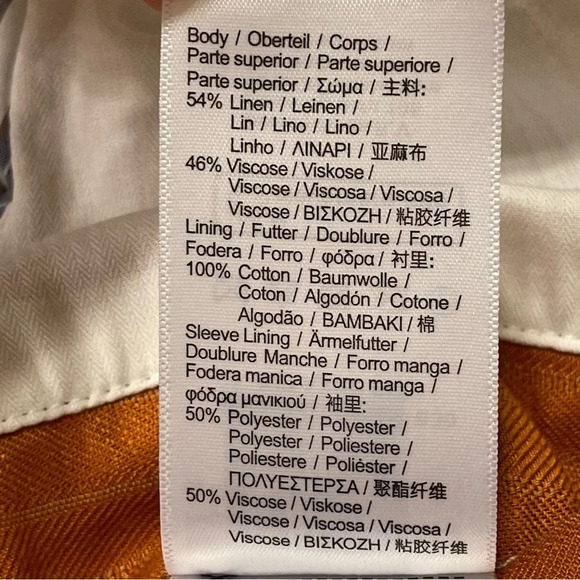 Body / Oberteil / Corps /
Parte superior / Parte superiore /
Parte superior / Σώμα / 主料:
54% Linen / Leinen /
Lin / Lino / Lino /
Linho / ΛΙΝΑΡΙ / 亚麻布
46% Viscose / Viskose /
Viscose / Viscosa / Viscosa /
Viscose / ΒΙΣΚΟΖΗ / 粘胶纤维
Lining / Futter / Doublure / Forro /
Fodera / Forro / φόδρα / 衬里:
100% Cotton / Baumwolle /
Coton / Algodón / Cotone /
Algodão / BAMBAKI / 棉
Sleeve Lining / Ärmelfutter /
Doublure Manche / Forro manga /
Fodera manica / Forro manga /
φόδρα μανικιού / 袖里:
50% Polyester / Polyester /
Polyester / Poliestere /
Poliestere / Poliéster /
ΠΟΛΥΕΣΤΕΡΣΑ / 聚酯纤维
50% Viscose / Viskose /
Viscose / Viscosa / Viscosa /
Viscose / ΒΙΣΚΟΖΗ / 粘胶纤维